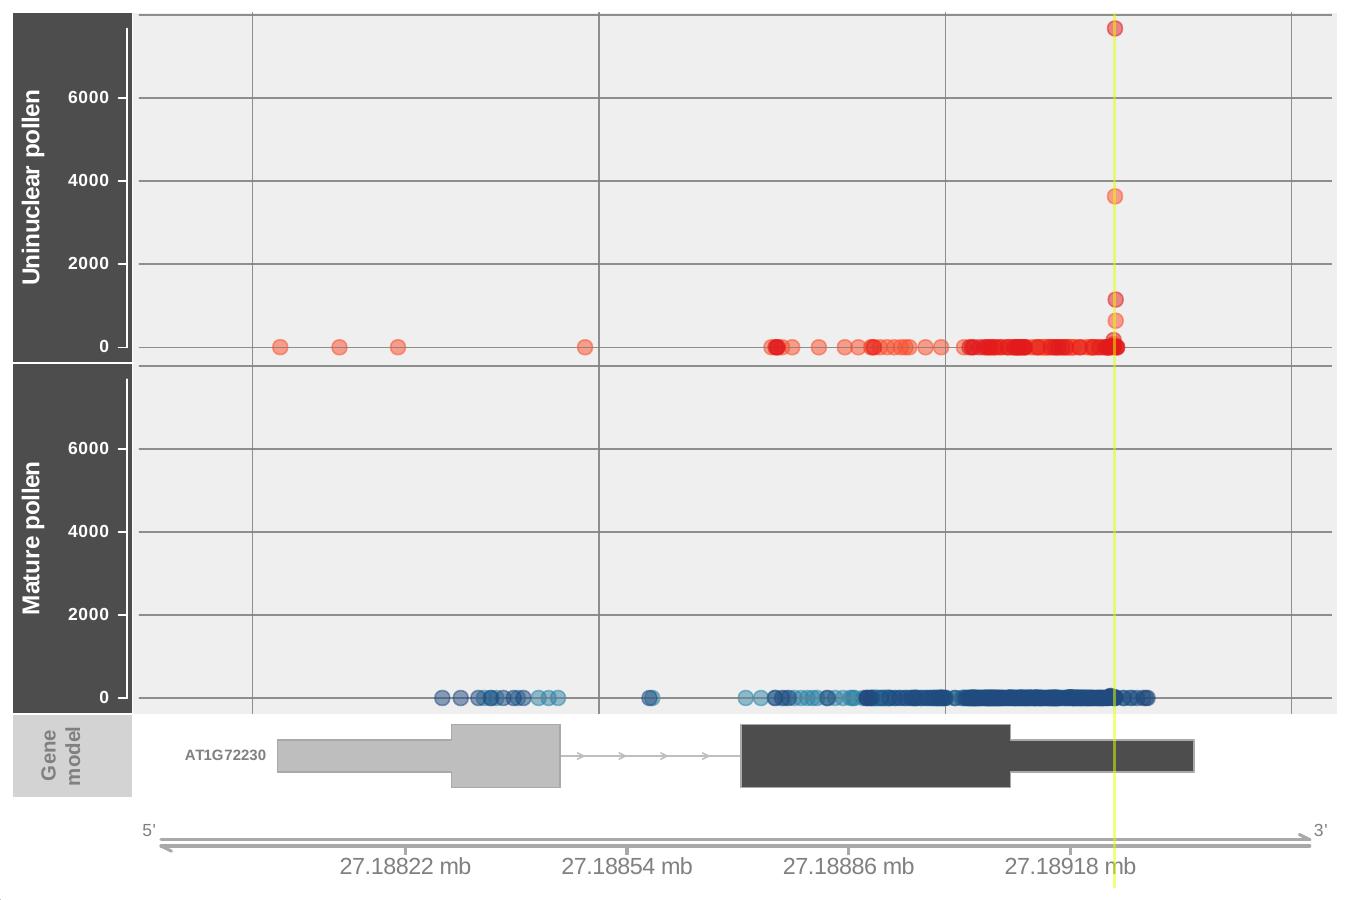 Uninuclear pollen
6000
4000
2000
0
Mature pollen
6000
4000
2000
0
Gene
model
AT1G72230
5'
3'
27.18822 mb
27.18854 mb
27.18886 mb
27.18918 mb